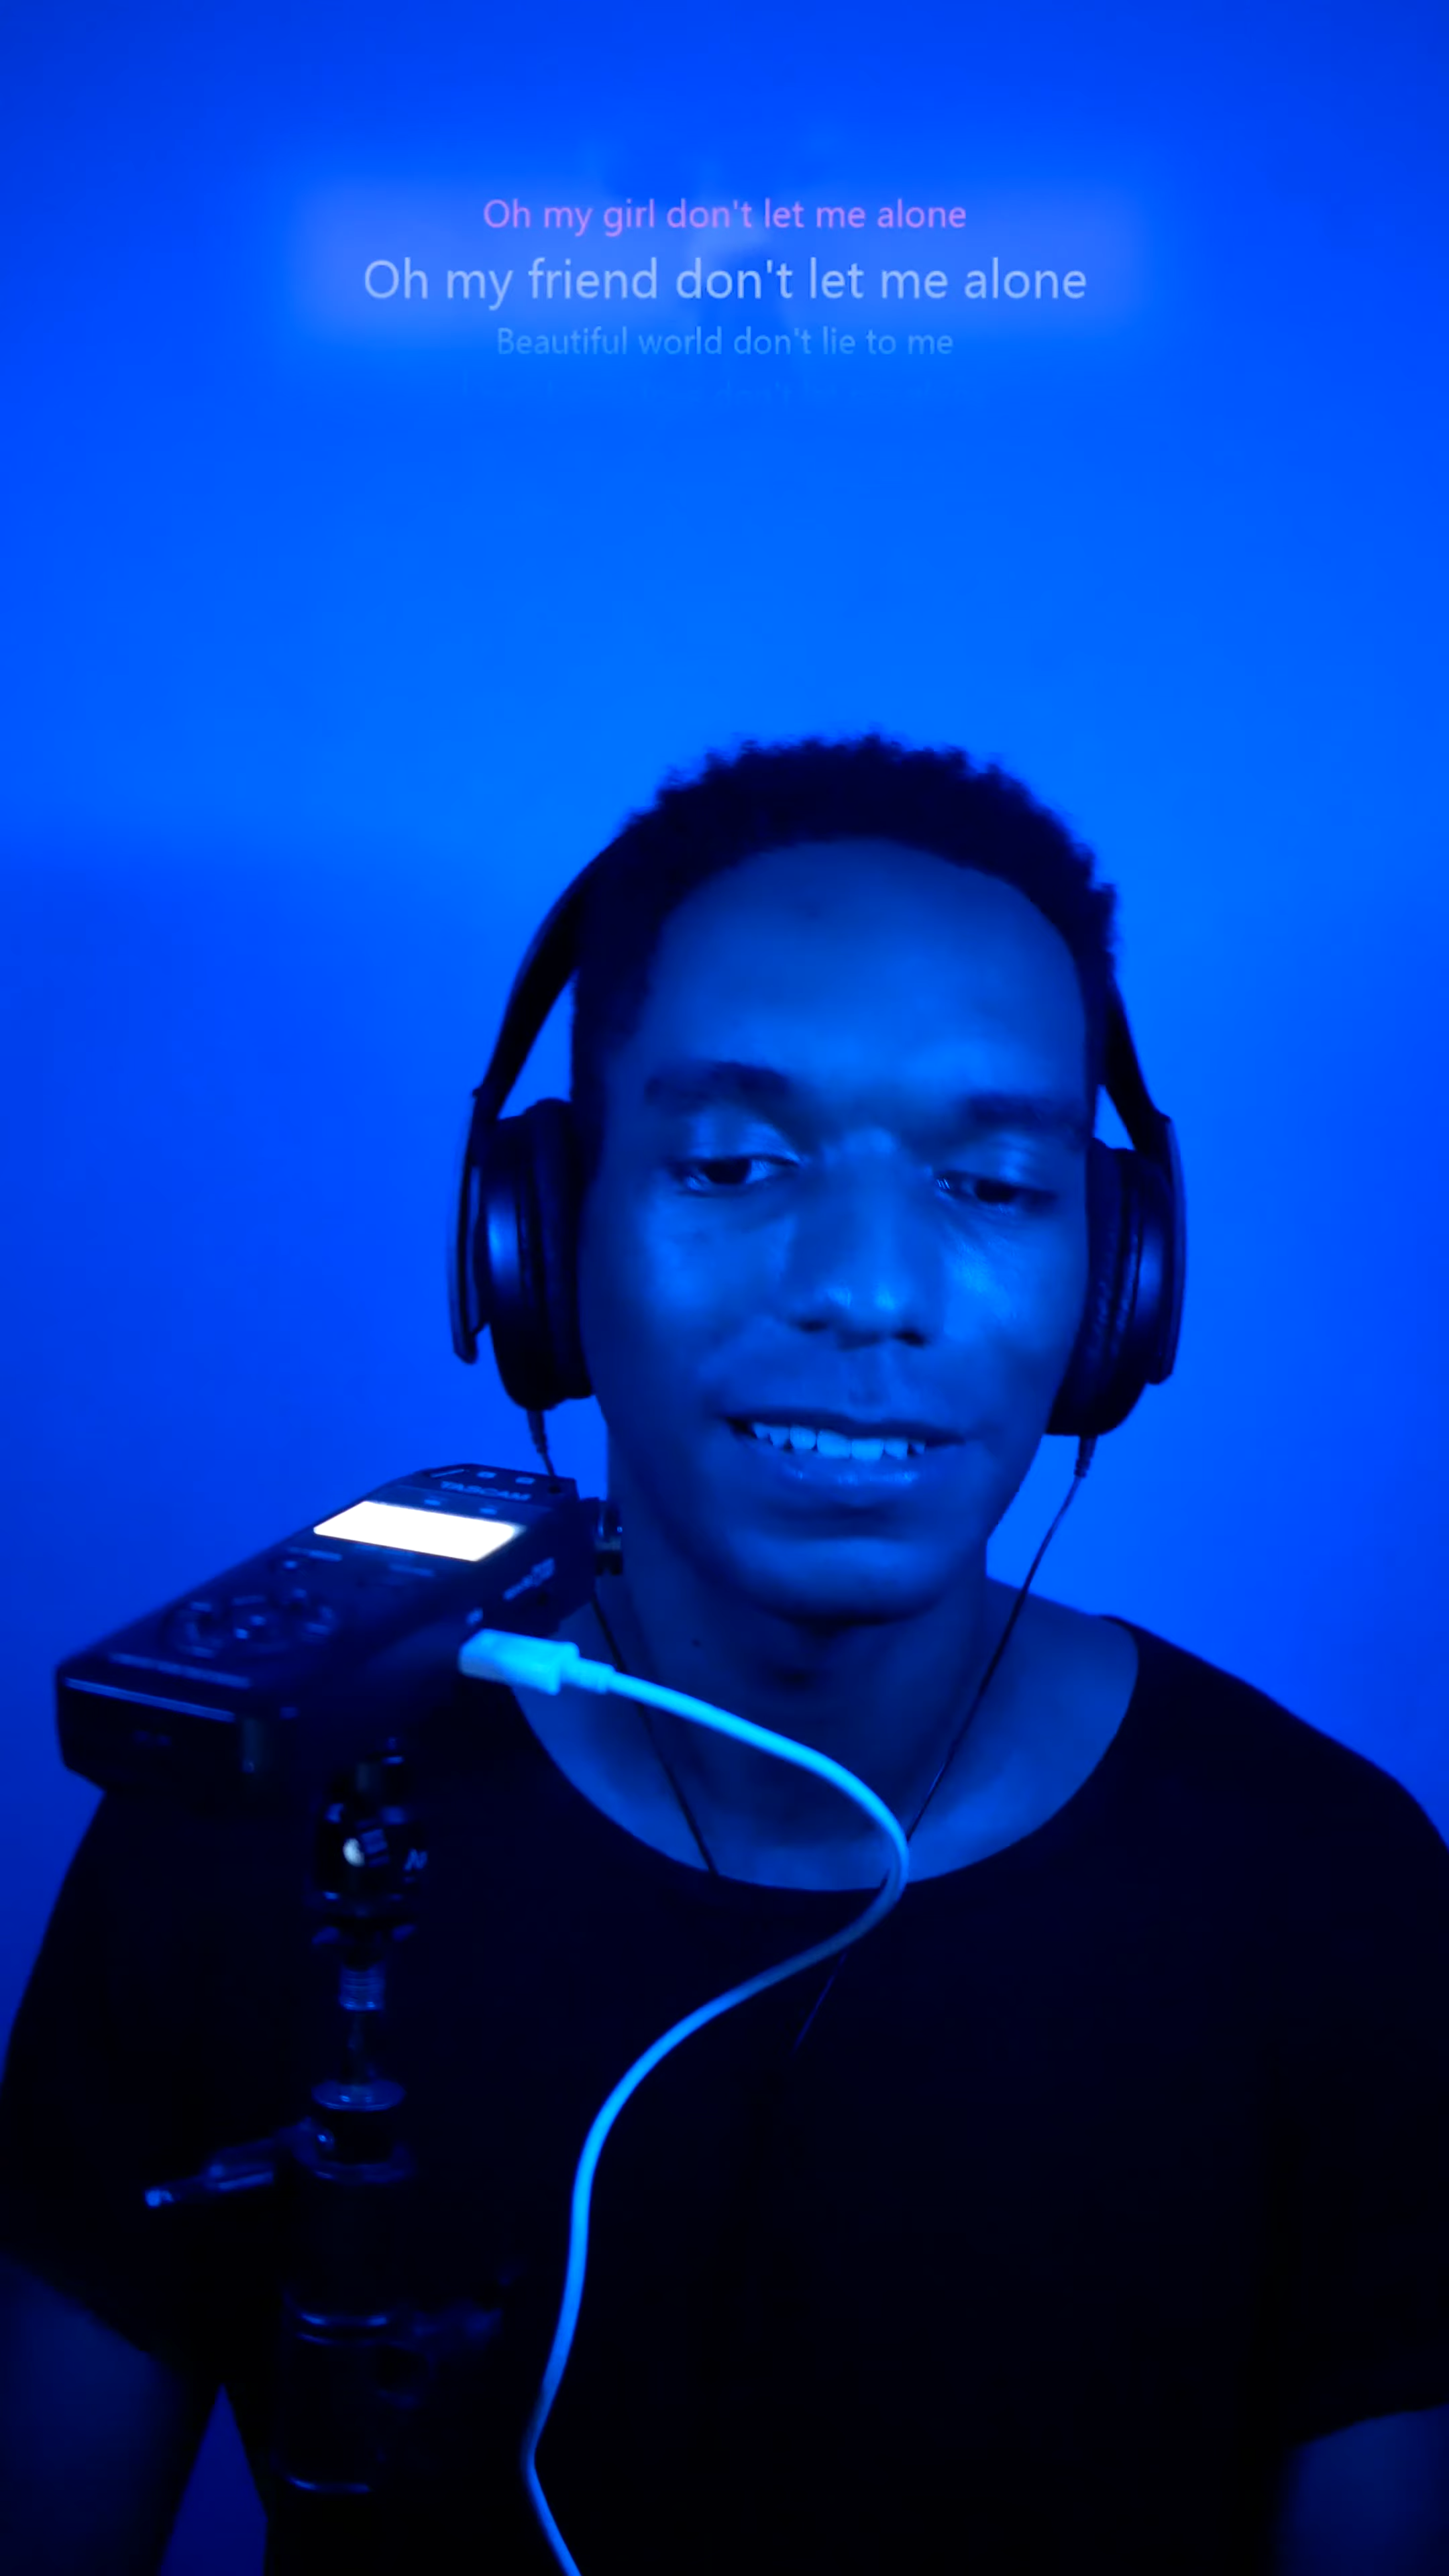 Oh my girl don't let me alone
Oh my friend don't let me alone
Beautiful world don't lie to me
TASCAM